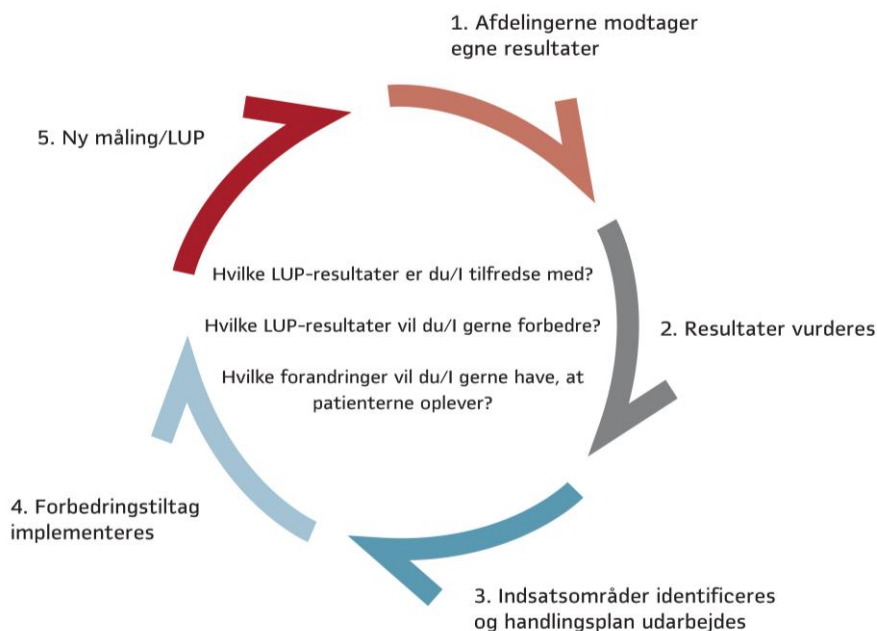 1. Afdelingerne modtager
egne resultater
2. Resultater vurderes
3. Indsatsområder identificeres
og handlingsplan udarbejdes
4. Forbedringstiltag
implementeres
5. Ny måling/LUP
Hvilke LUP-resultater er du/I tilfredse med?
Hvilke LUP-resultater vil du/I gerne forbedre?
Hvilke forandringer vil du/I gerne have, at
patienterne oplever?